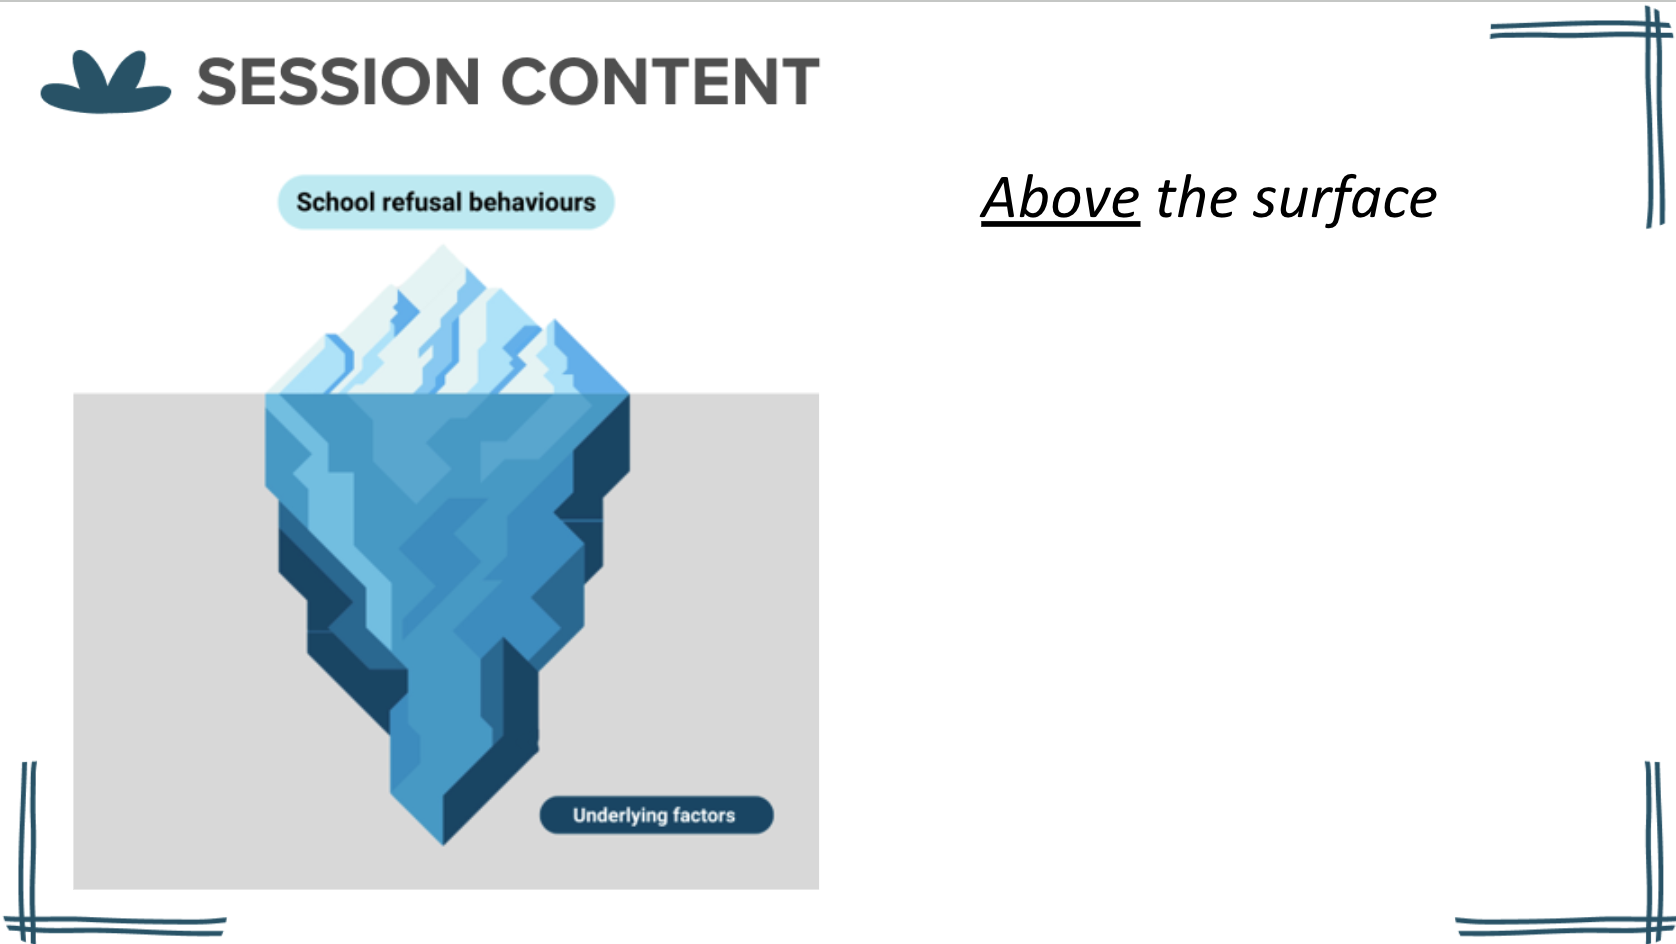 SESSION CONTENT
School refusal behaviours
Above the surface
Underlying factors